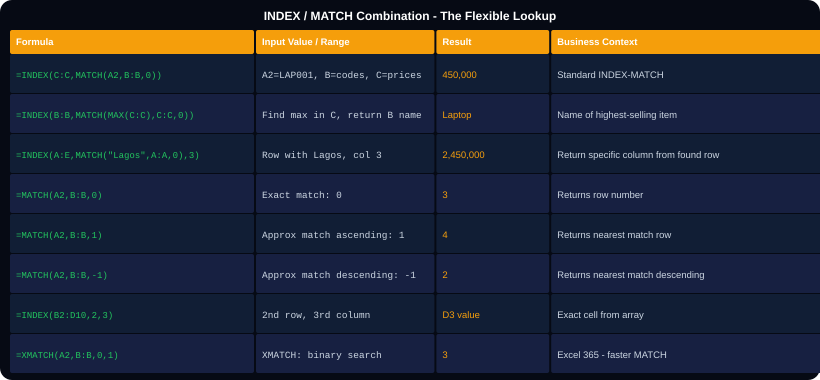 INDEX / MATCH Combination - The Flexible Lookup
Formula Input Value / Range Result Business Context
=INDEX(C:C,MATCH(A2,B:B,0)) A2=LAP001, B=codes, C=prices 450,000 Standard INDEX-MATCH
=INDEX(B:B,MATCH(MAX(C:C),C:C,0)) Find max in C, return B name Laptop Name of highest-selling item
=INDEX(A:E,MATCH("Lagos",A:A,0),3) Row with Lagos, col 3 2,450,000 Return specific column from found row
=MATCH(A2,B:B,0) Exact match: 0 3 Returns row number
=MATCH(A2,B:B,1) Approx match ascending: 1 4 Returns nearest match row
=MATCH(A2,B:B,-1) Approx match descending: -1 2 Returns nearest match descending
=INDEX(B2:D10,2,3) 2nd row, 3rd column D3 value Exact cell from array
=XMATCH(A2,B:B,0,1) XMATCH: binary search 3 Excel 365 - faster MATCH